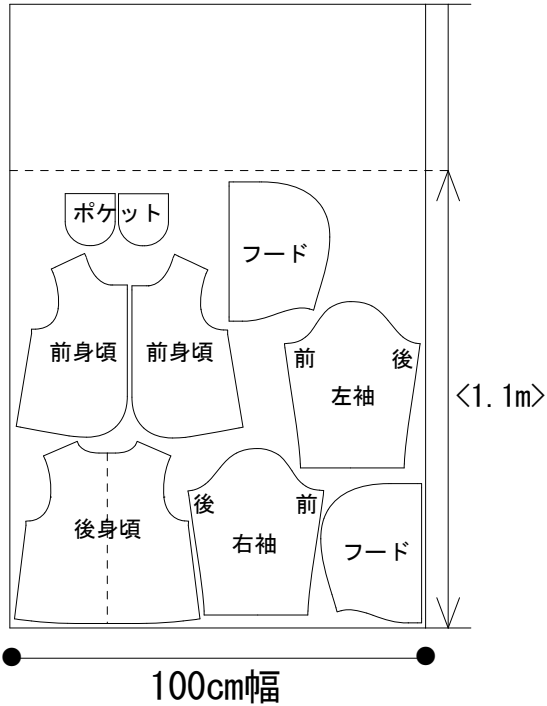 ポケット
フード
前身頃
前身頃
前
後
左袖
<1.1m>
後身頃
後
前
右袖
フード
100cm幅